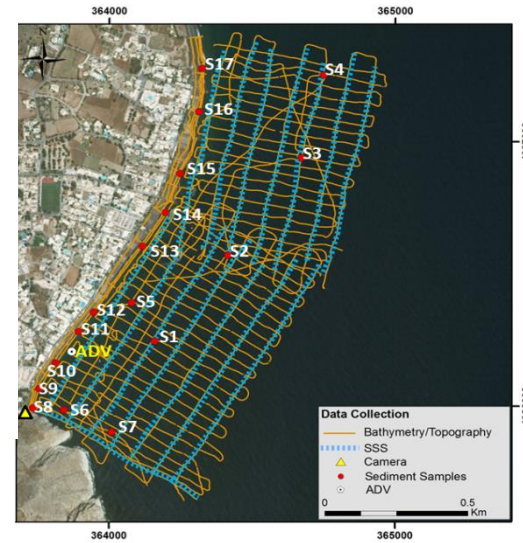 364000
365000
S17
S4
S16
S3
S15
S14
S13
S2
S5
S12
S11
S1
ADV
S10
S9
S8
S6
S7
Data Collection
Bathymetry/Topography
SSS
Camera
Sediment Samples
ADV
0
0.5
Km
364000
365000